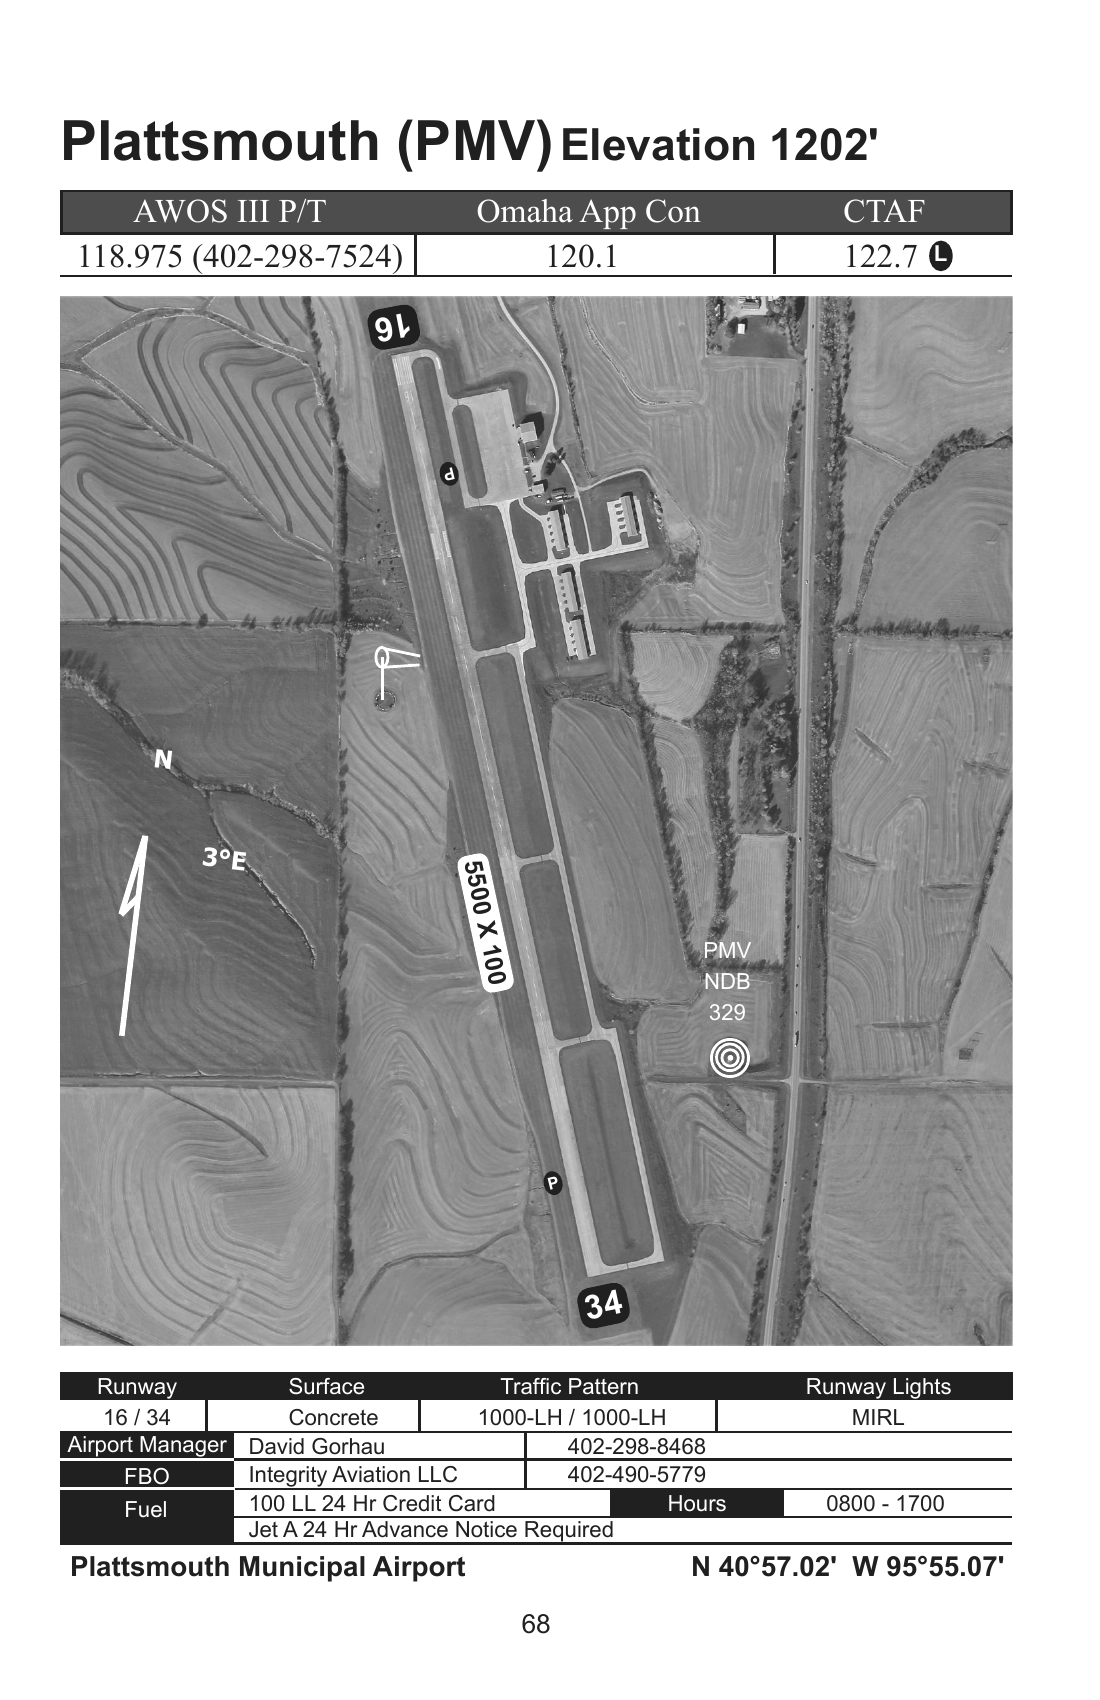 Plattsmouth (PMV) Elevation 1202'
AWOS III P/T Omaha App Con CTAF
118.975 (402-298-7524) 120.1 122.7 L
16
P
N
3°E
5500 X 100
PMV
NDB
329
P
34
Runway Surface Traffic Pattern Runway Lights
16 / 34 Concrete 1000-LH / 1000-LH MIRL
Airport Manager David Gorhau 402-298-8468
FBO Integrity Aviation LLC 402-490-5779
Fuel 100 LL 24 Hr Credit Card Hours 0800 - 1700
Jet A 24 Hr Advance Notice Required
Plattsmouth Municipal Airport N 40°57.02' W 95°55.07'
68